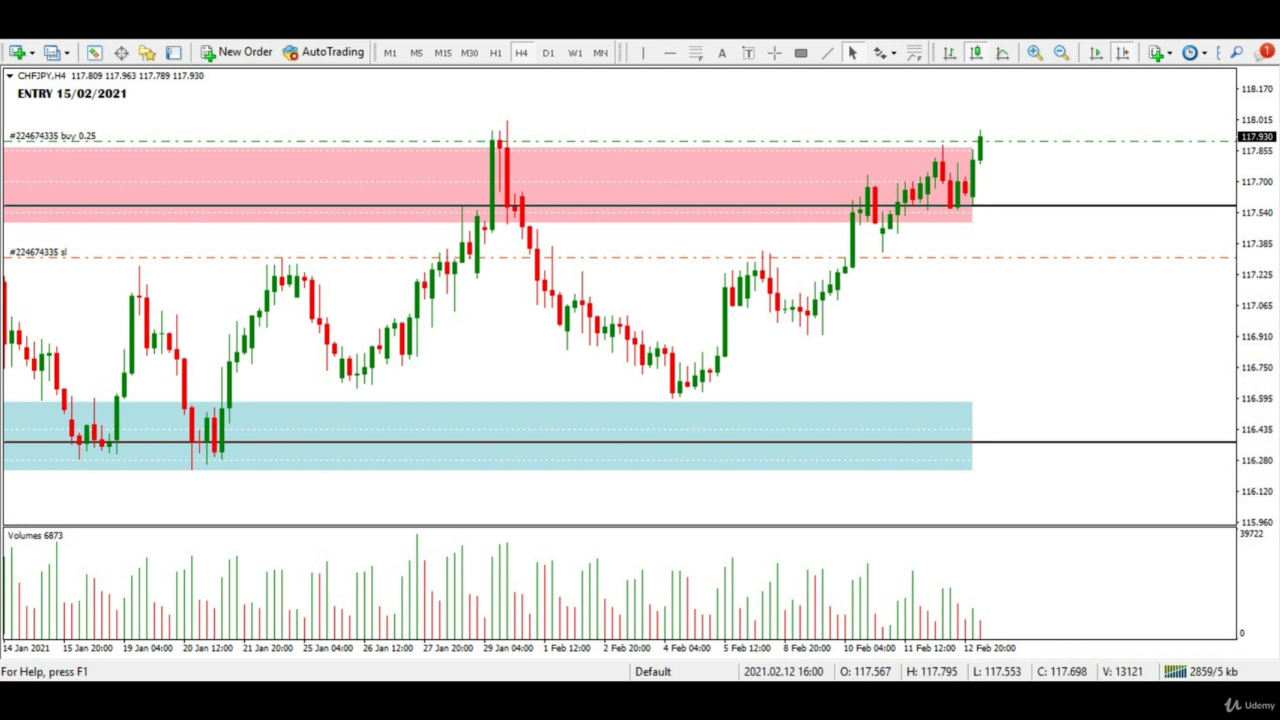 New Order AutoTrading M1 M5 M15 M30 H1 H4 D1 W1 MN A T 1
CHFJPY,H4 117.809 117.963 117.789 117.930
ENTRY 15/02/2021
#224674335 buy 0.25
#224674335 sl
118.170
118.015
117.930
117.855
117.700
117.540
117.385
117.225
117.065
116.910
116.750
116.595
116.435
116.280
116.120
115.960
Volumes 6873
39722
0
14 Jan 2021 15 Jan 20:00 19 Jan 04:00 20 Jan 12:00 21 Jan 20:00 25 Jan 04:00 26 Jan 12:00 27 Jan 20:00 29 Jan 04:00 1 Feb 12:00 2 Feb 20:00 4 Feb 04:00 5 Feb 12:00 8 Feb 20:00 10 Feb 04:00 11 Feb 12:00 12 Feb 20:00
For Help, press F1 Default 2021.02.12 16:00 O: 117.567 H: 117.795 L: 117.553 C: 117.698 V: 13121 2859/5 kb
Udemy